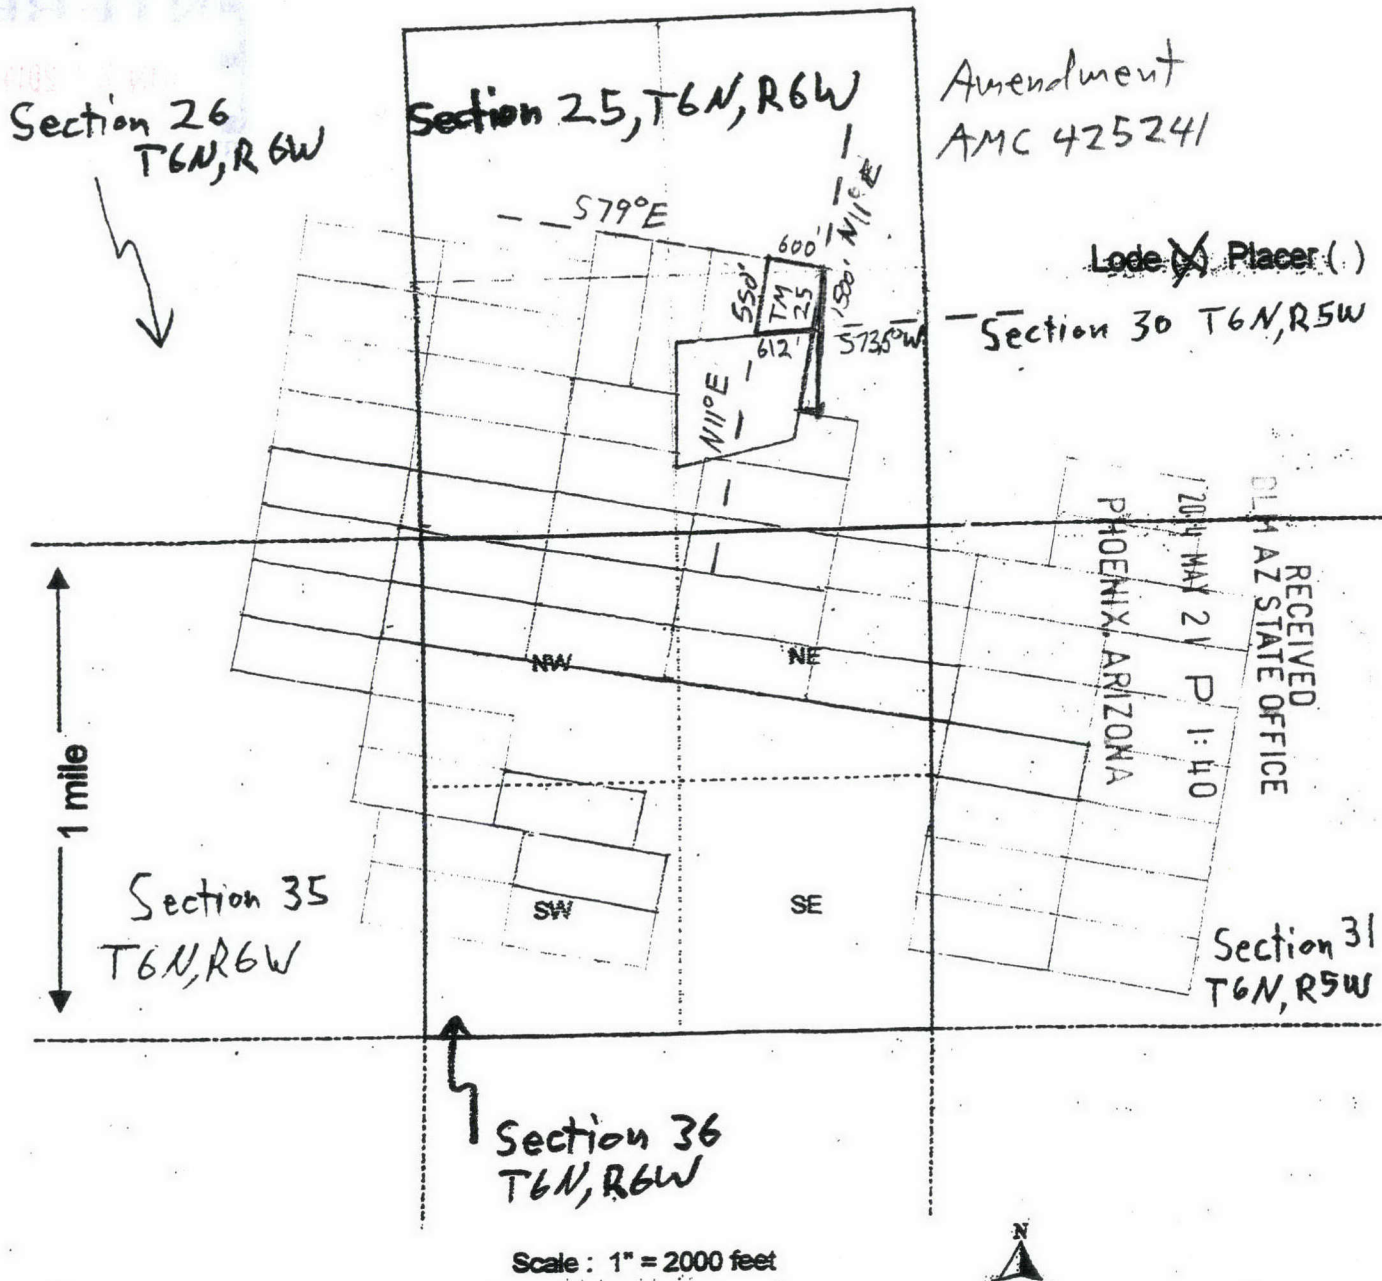 Amendment
AMC 425241
Section 26
T6N, R6W
Section 25, T6N, R6W
N11°E
S79°E
600'
Lode (X) Placer ( )
550'
TM
25
1500'
612'
S73.5°W
Section 30 T6N, R5W
N11°E
RECEIVED
BLM AZ STATE OFFICE
MAY 21 P 1:40
PHOENIX, ARIZONA
NW
NE
1 mile
Section 35
T6N, R6W
SW
SE
Section 31
T6N, R5W
Section 36
T6N, R6W
Scale : 1" = 2000 feet
N